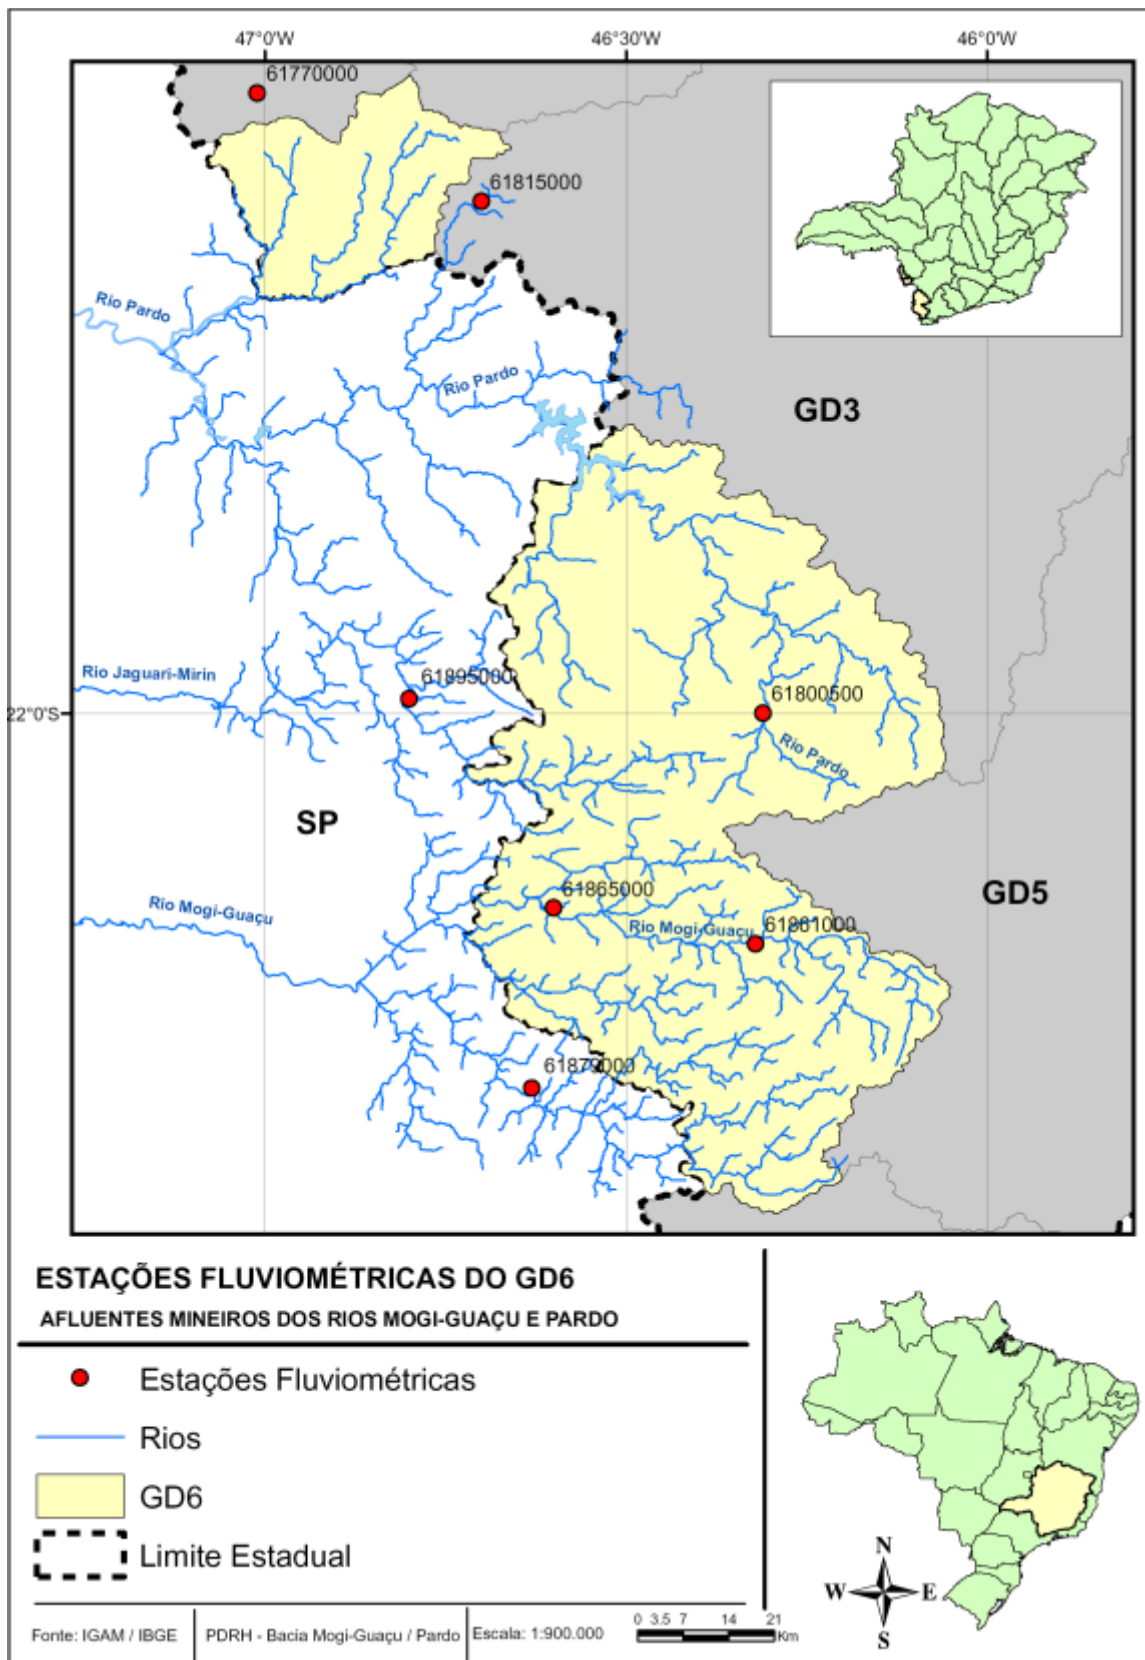 47°0'W
46°30'W
46°0'W
61770000
61815000
Rio Pardo
Rio Pardo
GD3
Rio Jaguari-Mirin
61895000
61800500
22°0'S
Rio Pardo
SP
61865000
GD5
Rio Mogi-Guaçu
Rio Mogi-Guaçu
61861000
61879000
ESTAÇÕES FLUVIOMÉTRICAS DO GD6
AFLUENTES MINEIROS DOS RIOS MOGI-GUAÇU E PARDO
Estações Fluviométricas
Rios
GD6
Limite Estadual
N
W E
S
Fonte: IGAM / IBGE
PDRH - Bacia Mogi-Guaçu / Pardo
Escala: 1:900.000
0 3.5 7 14 21
Km